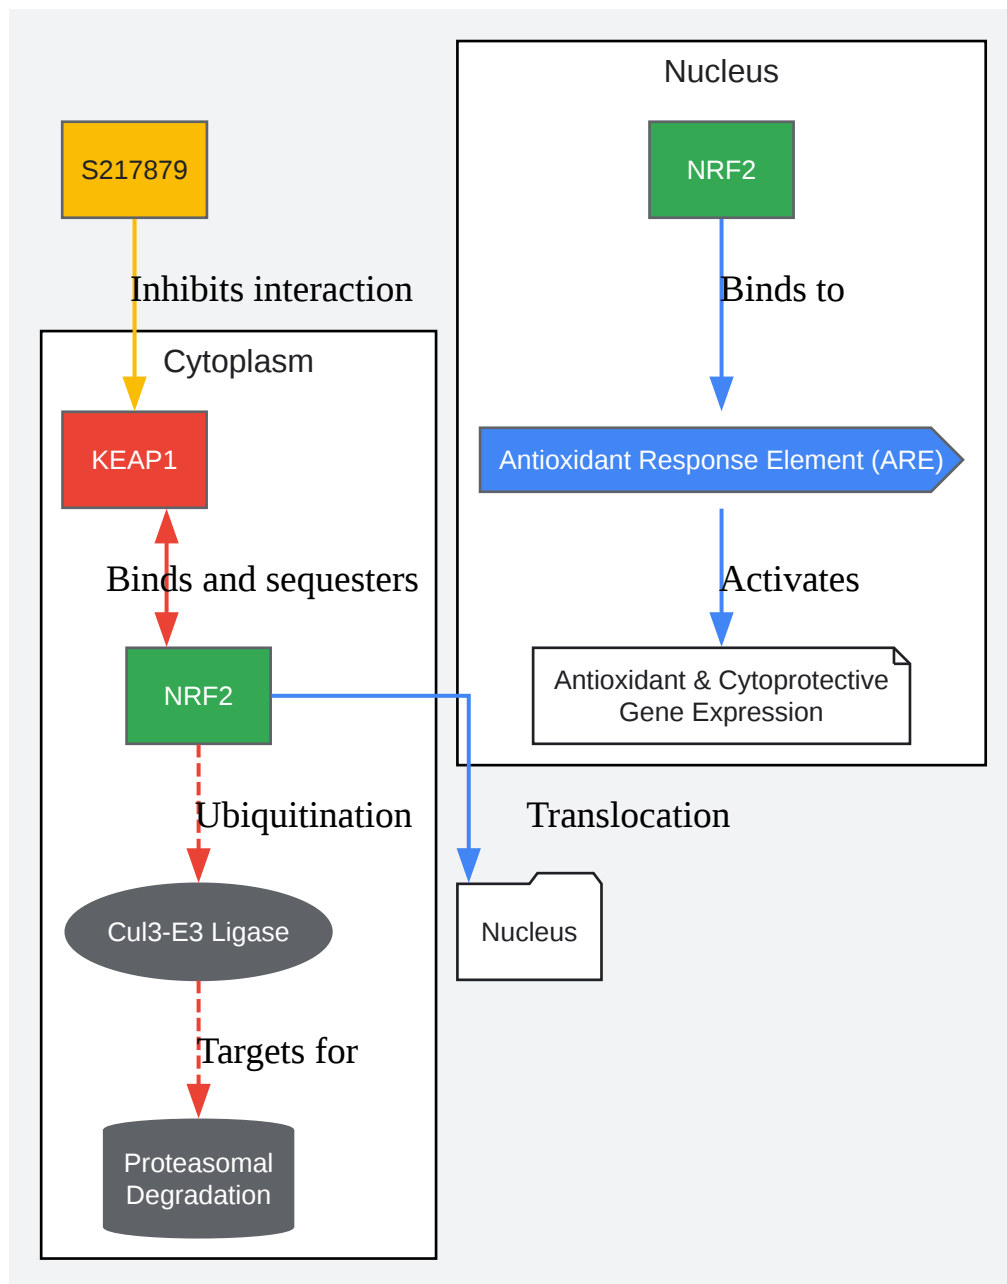 Nucleus
S217879
NRF2
Inhibits interaction
Binds to
Cytoplasm
KEAP1
Antioxidant Response Element (ARE)
Binds and sequesters
Activates
NRF2
Antioxidant & Cytoprotective
Gene Expression
Ubiquitination
Translocation
Cul3-E3 Ligase
Nucleus
Targets for
Proteasomal
Degradation